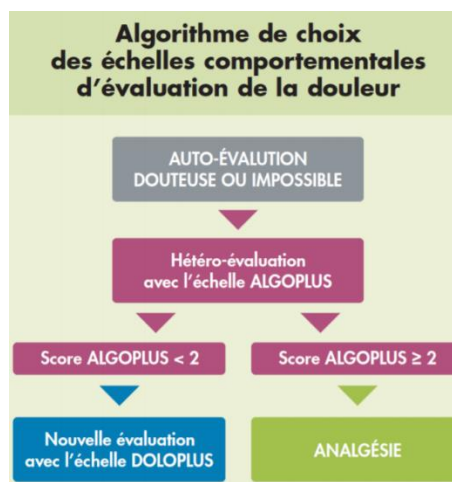 Algorithme de choix
des échelles comportementales
d'évaluation de la douleur
AUTO-ÉVALUTION
DOUTEUSE OU IMPOSSIBLE
Hétéro-évaluation
avec l'échelle ALGOPLUS
Score ALGOPLUS < 2
Score ALGOPLUS ≥ 2
Nouvelle évaluation
avec l'échelle DOLOPLUS
ANALGÉSIE